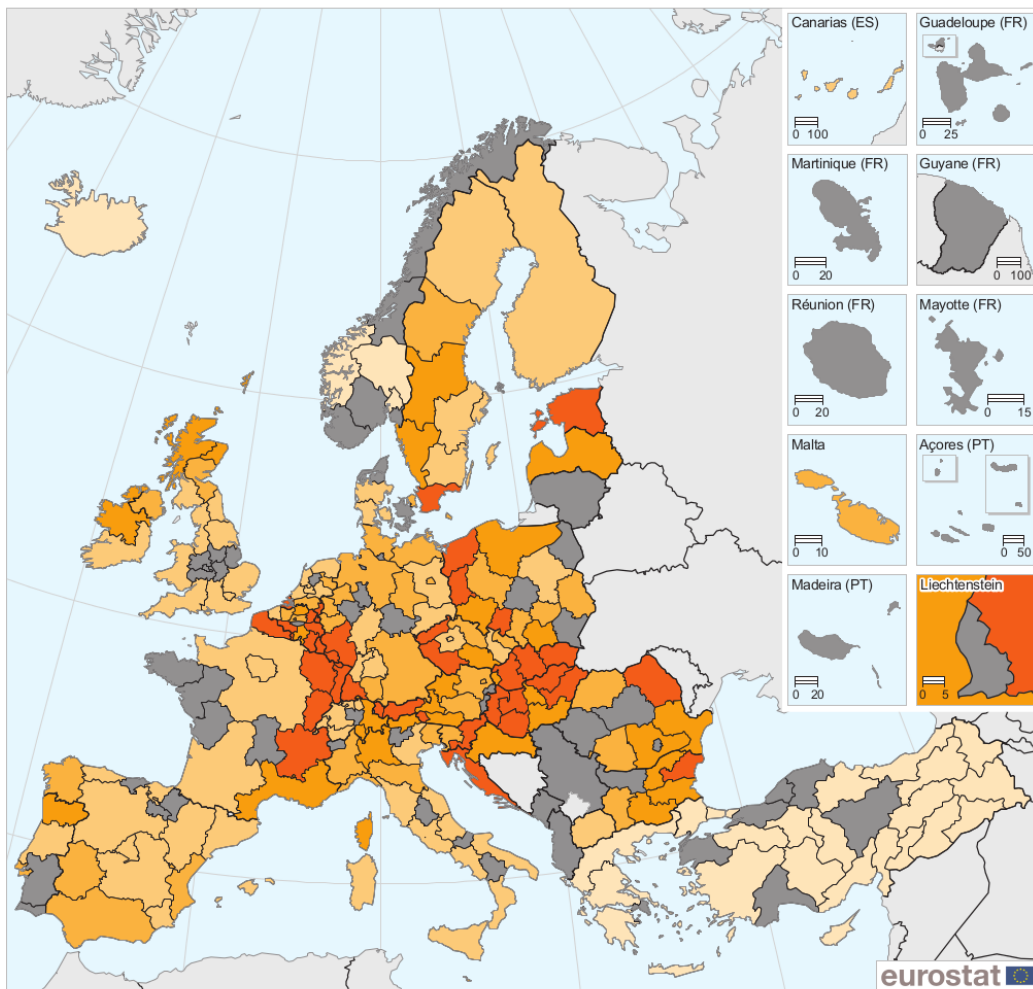 Canarias (ES)
0 100
Guadeloupe (FR)
0 25
Martinique (FR)
0 20
Guyane (FR)
0 100
Réunion (FR)
0 20
Mayotte (FR)
0 15
Malta
0 10
Açores (PT)
0 50
Madeira (PT)
0 20
Liechtenstein
0 5
eurostat